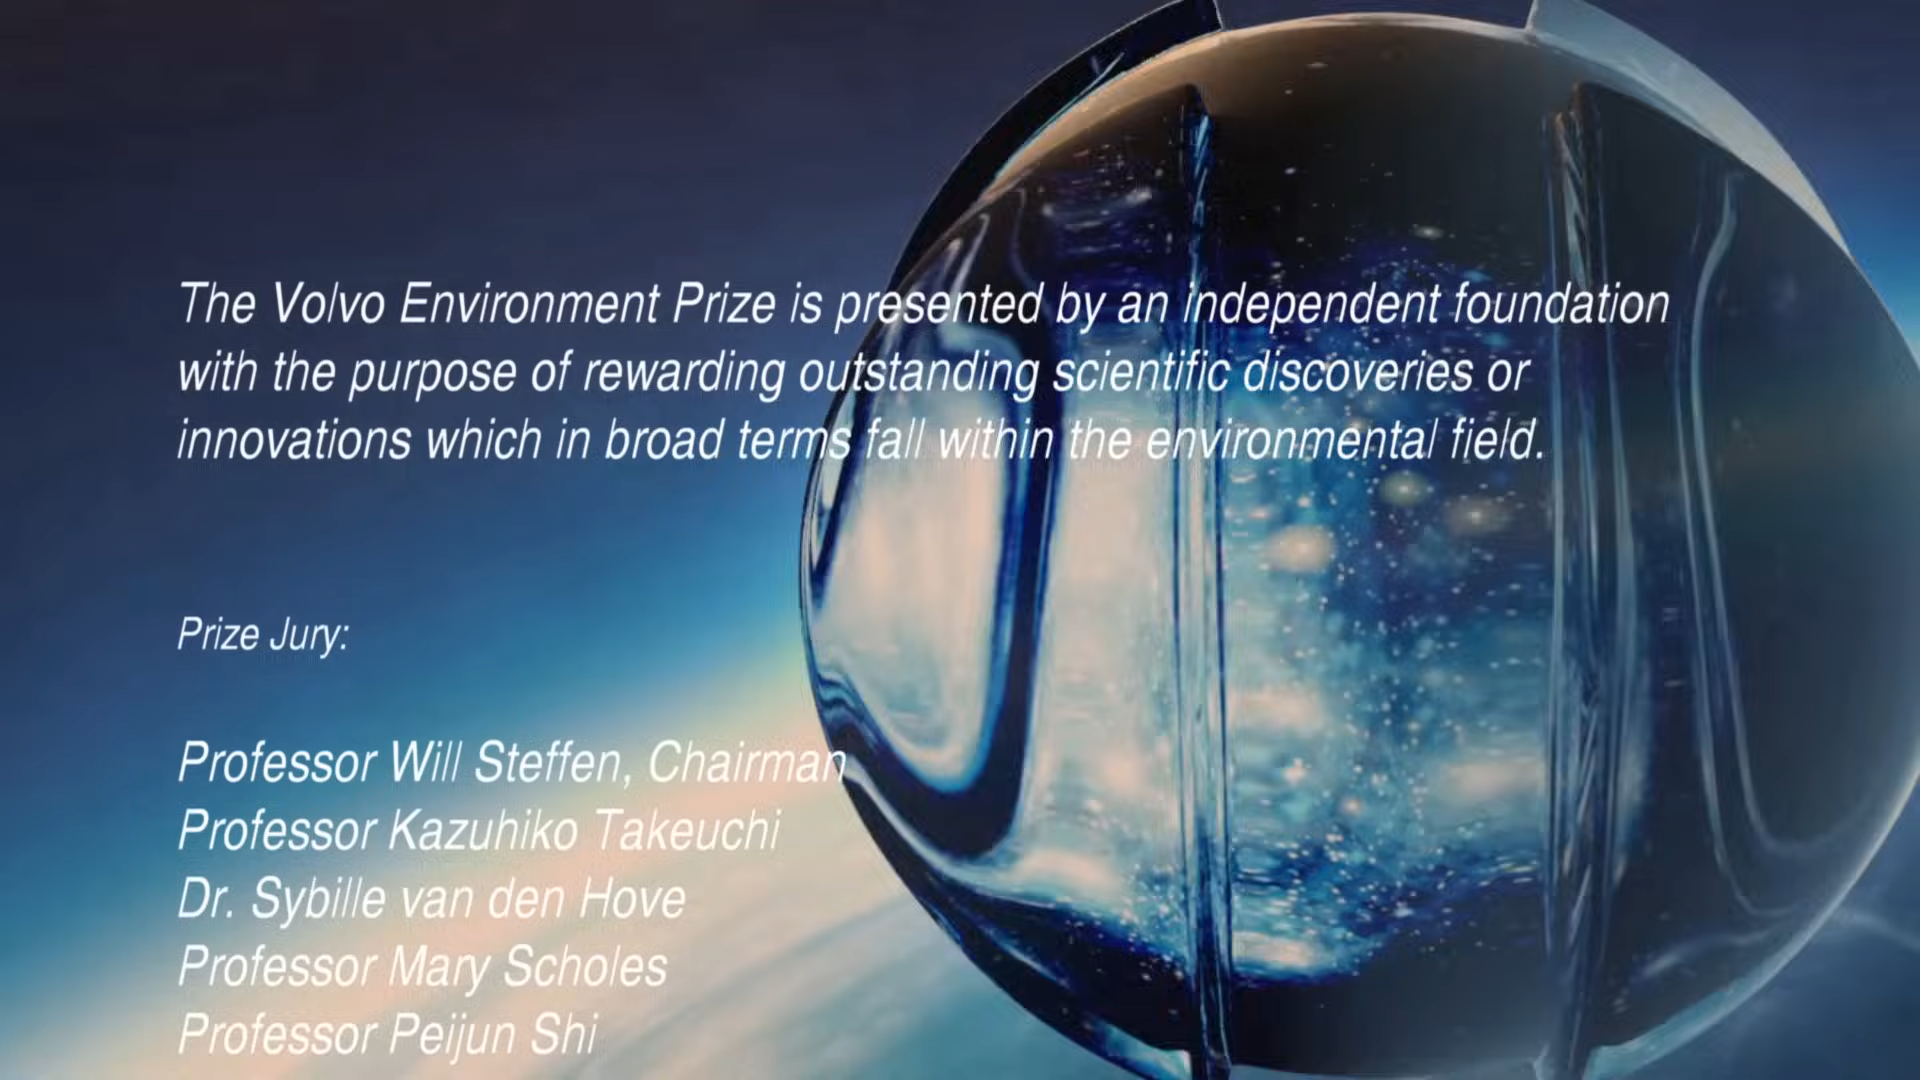 The Volvo Environment Prize is presented by an independent foundation
with the purpose of rewarding outstanding scientific discoveries or
innovations which in broad terms fall within the environmental field.
Prize Jury:
Professor Will Steffen, Chairman
Professor Kazuhiko Takeuchi
Dr. Sybille van den Hove
Professor Mary Scholes
Professor Peijun Shi